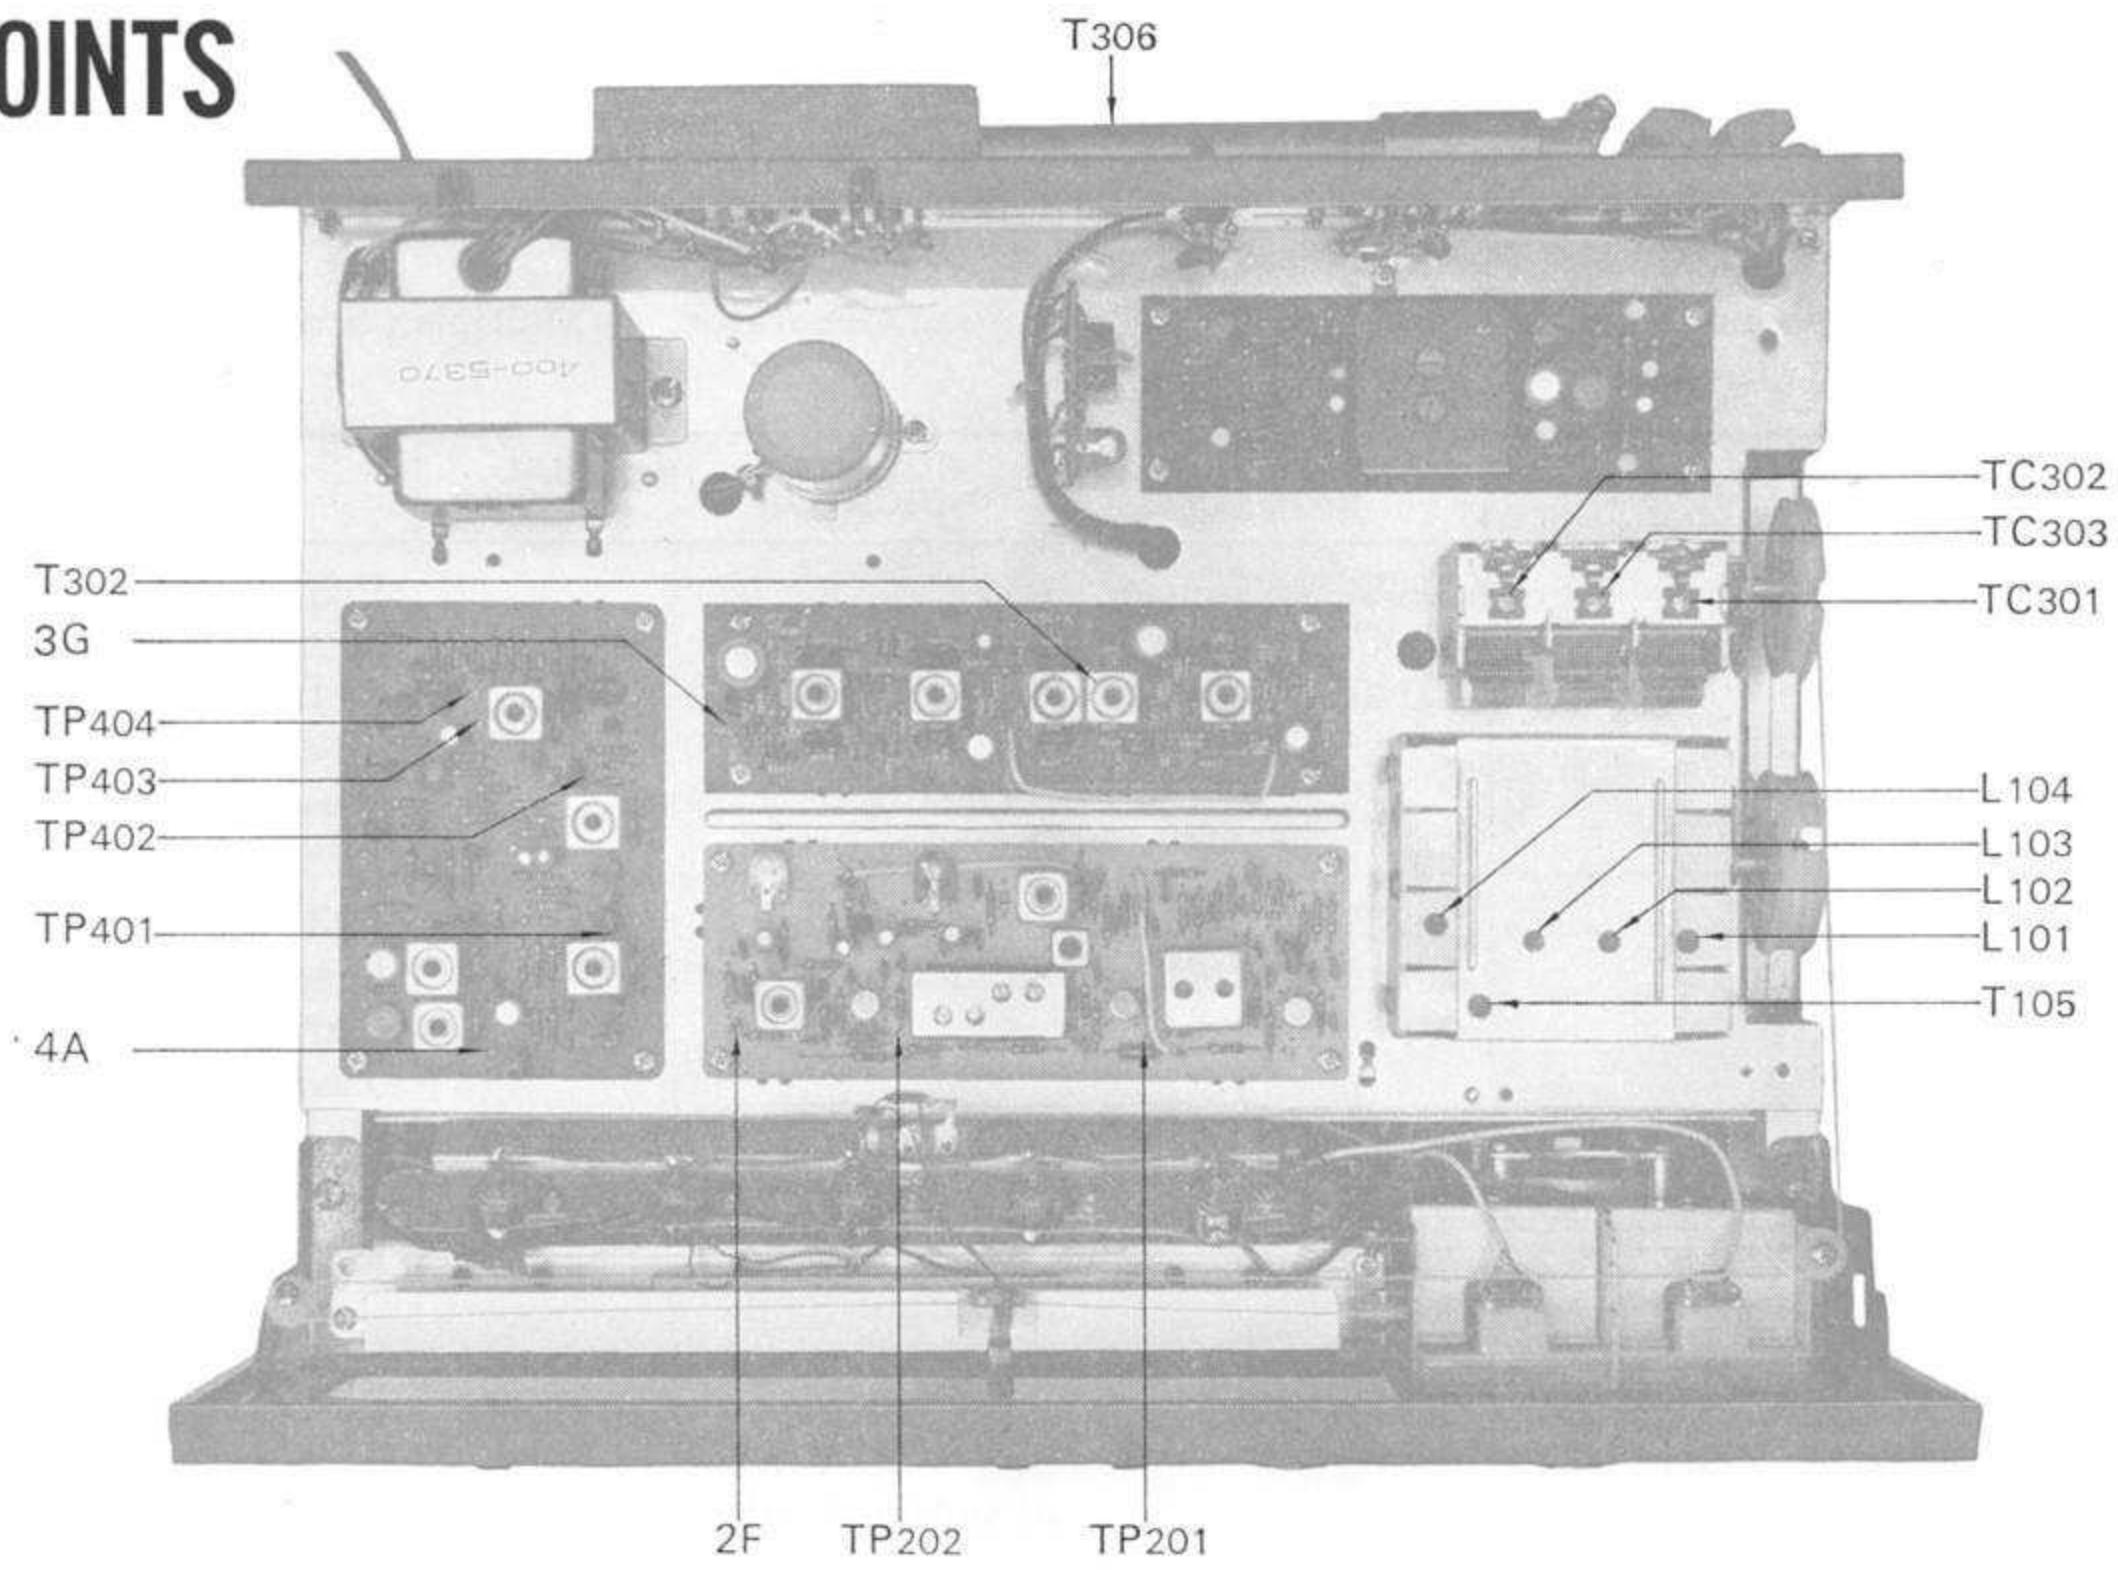 OINTS
T306
400-5370
TC302
TC303
TC301
T302
3G
TP404
TP403
TP402
TP401
4A
L104
L103
L102
L101
T105
2F
TP202
TP201